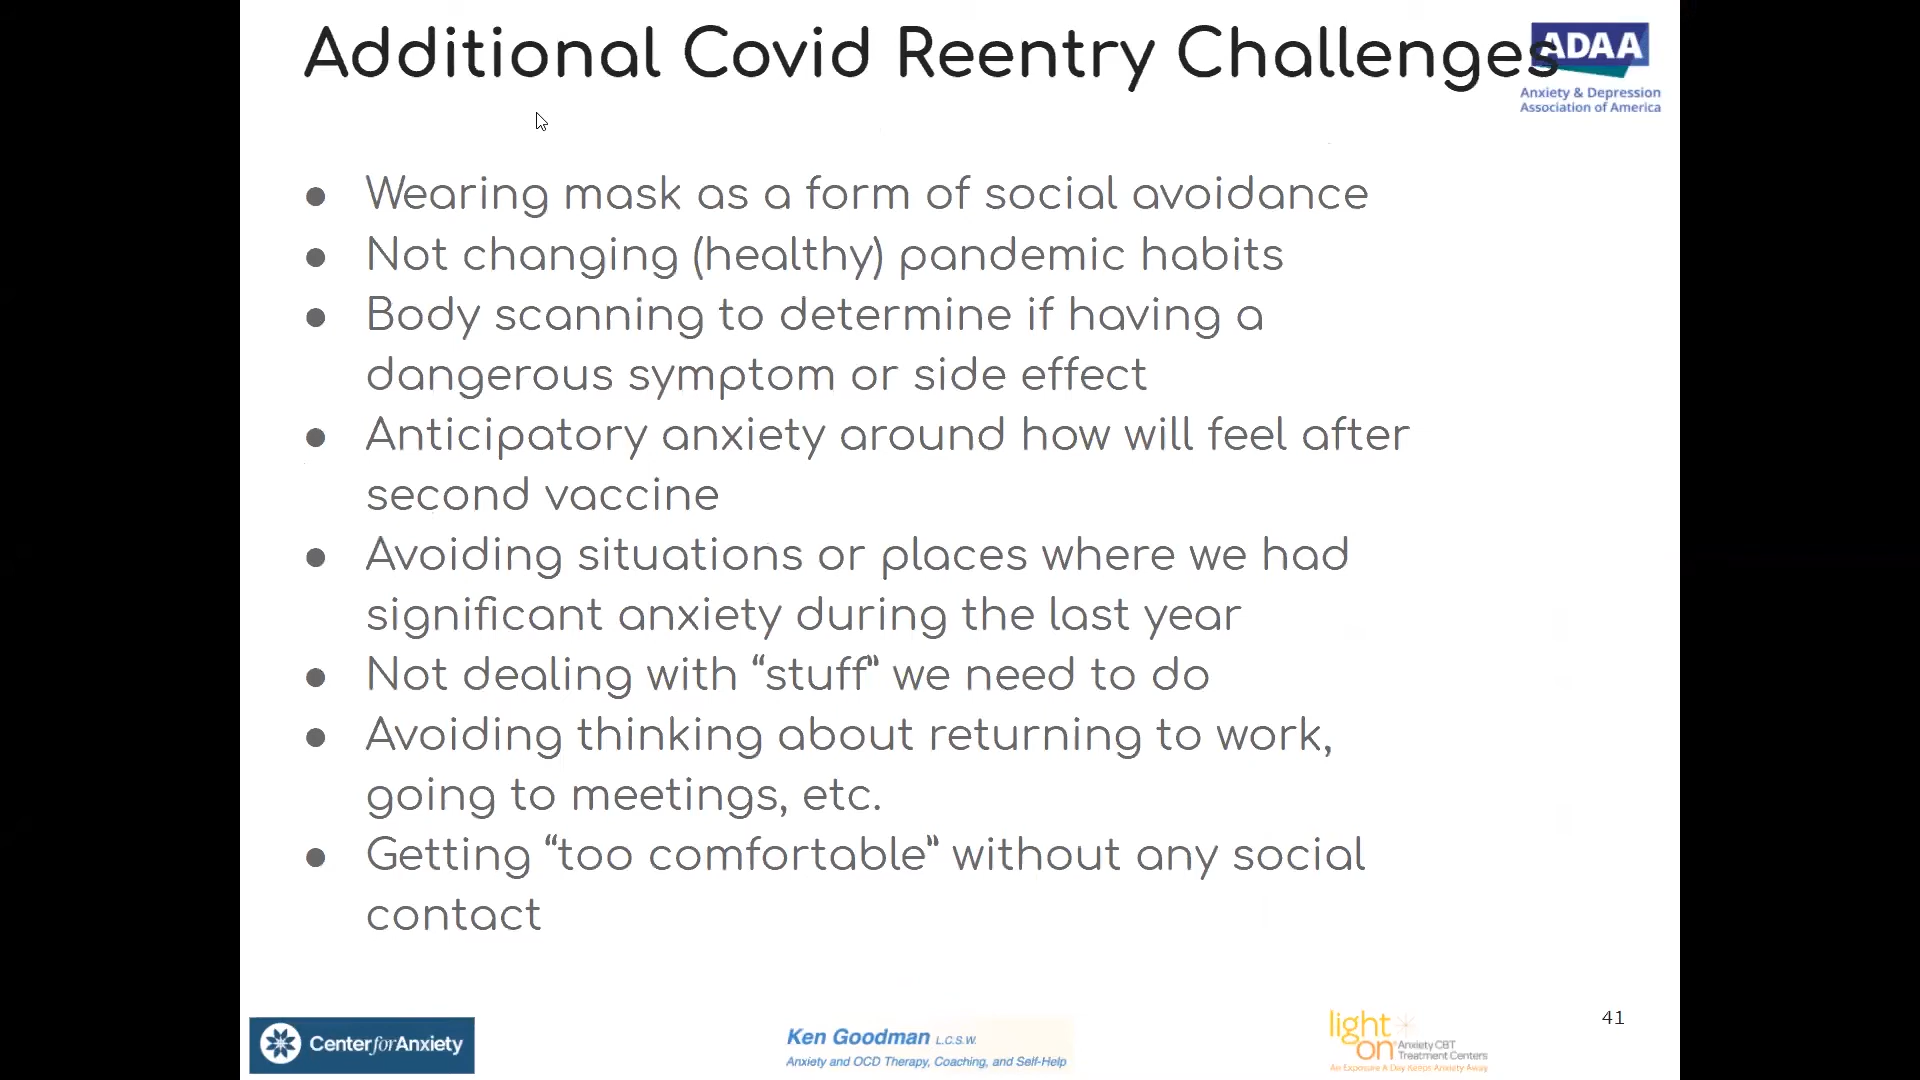 Additional Covid Reentry Challenges
ADAA
Anxiety & Depression
Association of America
● Wearing mask as a form of social avoidance
● Not changing (healthy) pandemic habits
● Body scanning to determine if having a
dangerous symptom or side effect
● Anticipatory anxiety around how will feel after
second vaccine
● Avoiding situations or places where we had
significant anxiety during the last year
● Not dealing with “stuff” we need to do
● Avoiding thinking about returning to work,
going to meetings, etc.
● Getting “too comfortable” without any social
contact
Center for Anxiety
Ken Goodman L.C.S.W.
Anxiety and OCD Therapy, Coaching, and Self-Help
light
on Anxiety CBT
Treatment Centers
An Exposure A Day Keeps Anxiety Away
41